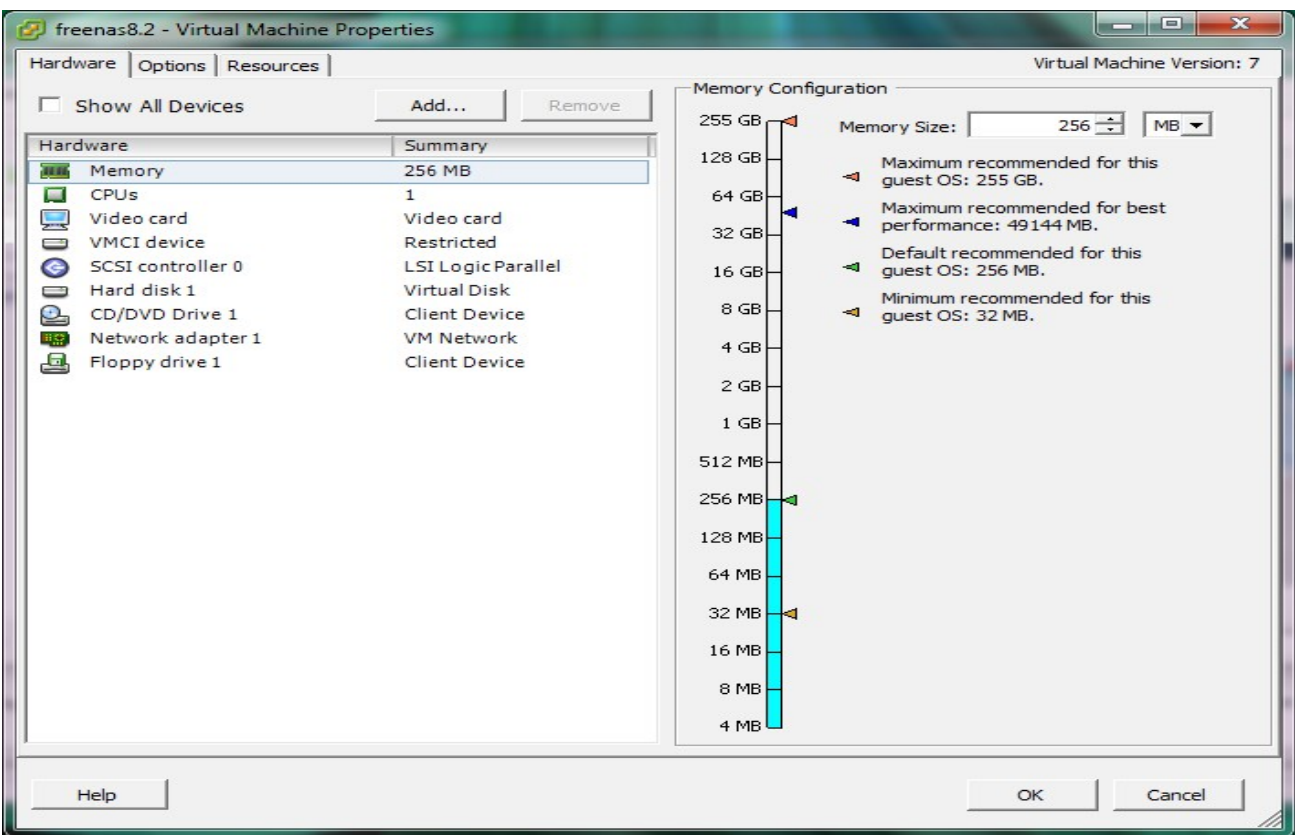 freenas8.2 - Virtual Machine Properties
Hardware Options Resources
Virtual Machine Version: 7
Show All Devices
Add...
Remove
Hardware Summary
Memory 256 MB
CPUs 1
Video card Video card
VMCI device Restricted
SCSI controller 0 LSI Logic Parallel
Hard disk 1 Virtual Disk
CD/DVD Drive 1 Client Device
Network adapter 1 VM Network
Floppy drive 1 Client Device
Memory Configuration
255 GB
128 GB
64 GB
32 GB
16 GB
8 GB
4 GB
2 GB
1 GB
512 MB
256 MB
128 MB
64 MB
32 MB
16 MB
8 MB
4 MB
Memory Size: 256 MB
Maximum recommended for this
guest OS: 255 GB.
Maximum recommended for best
performance: 49144 MB.
Default recommended for this
guest OS: 256 MB.
Minimum recommended for this
guest OS: 32 MB.
Help
OK
Cancel